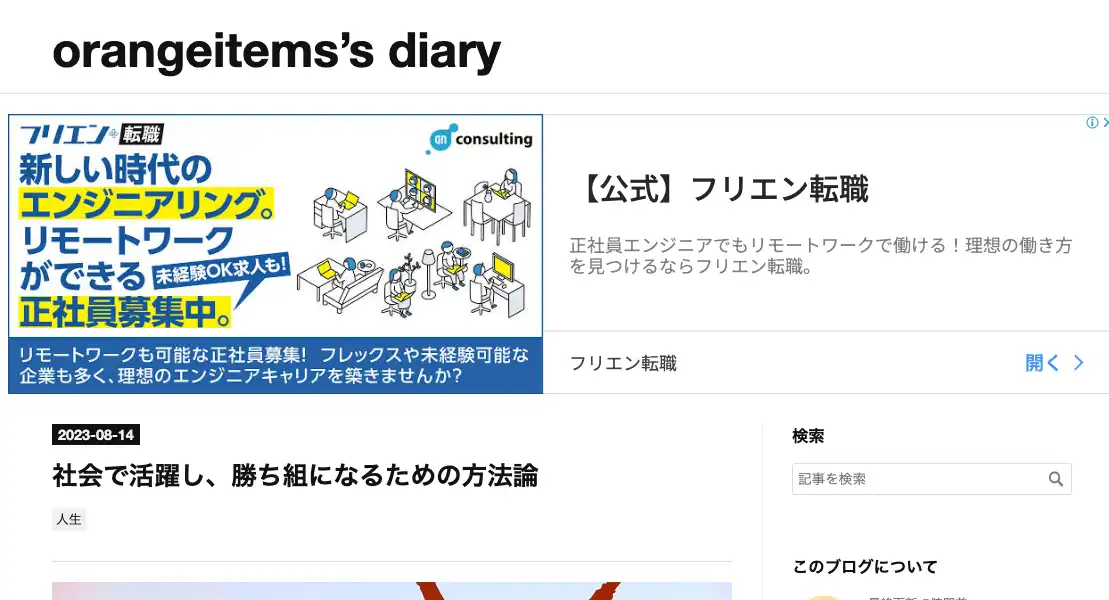 orangeitems’s diary
フリエン転職
consulting
新しい時代の
エンジニアリング。
リモートワーク
ができる
未経験OK求人も!
正社員募集中。
リモートワークも可能な正社員募集! フレックスや未経験可能な
企業も多く、理想のエンジニアキャリアを築きませんか?
【公式】フリエン転職
正社員エンジニアでもリモートワークで働ける！理想の働き方
を見つけるならフリエン転職。
フリエン転職
開く
2023-08-14
社会で活躍し、勝ち組になるための方法論
人生
検索
記事を検索
このブログについて